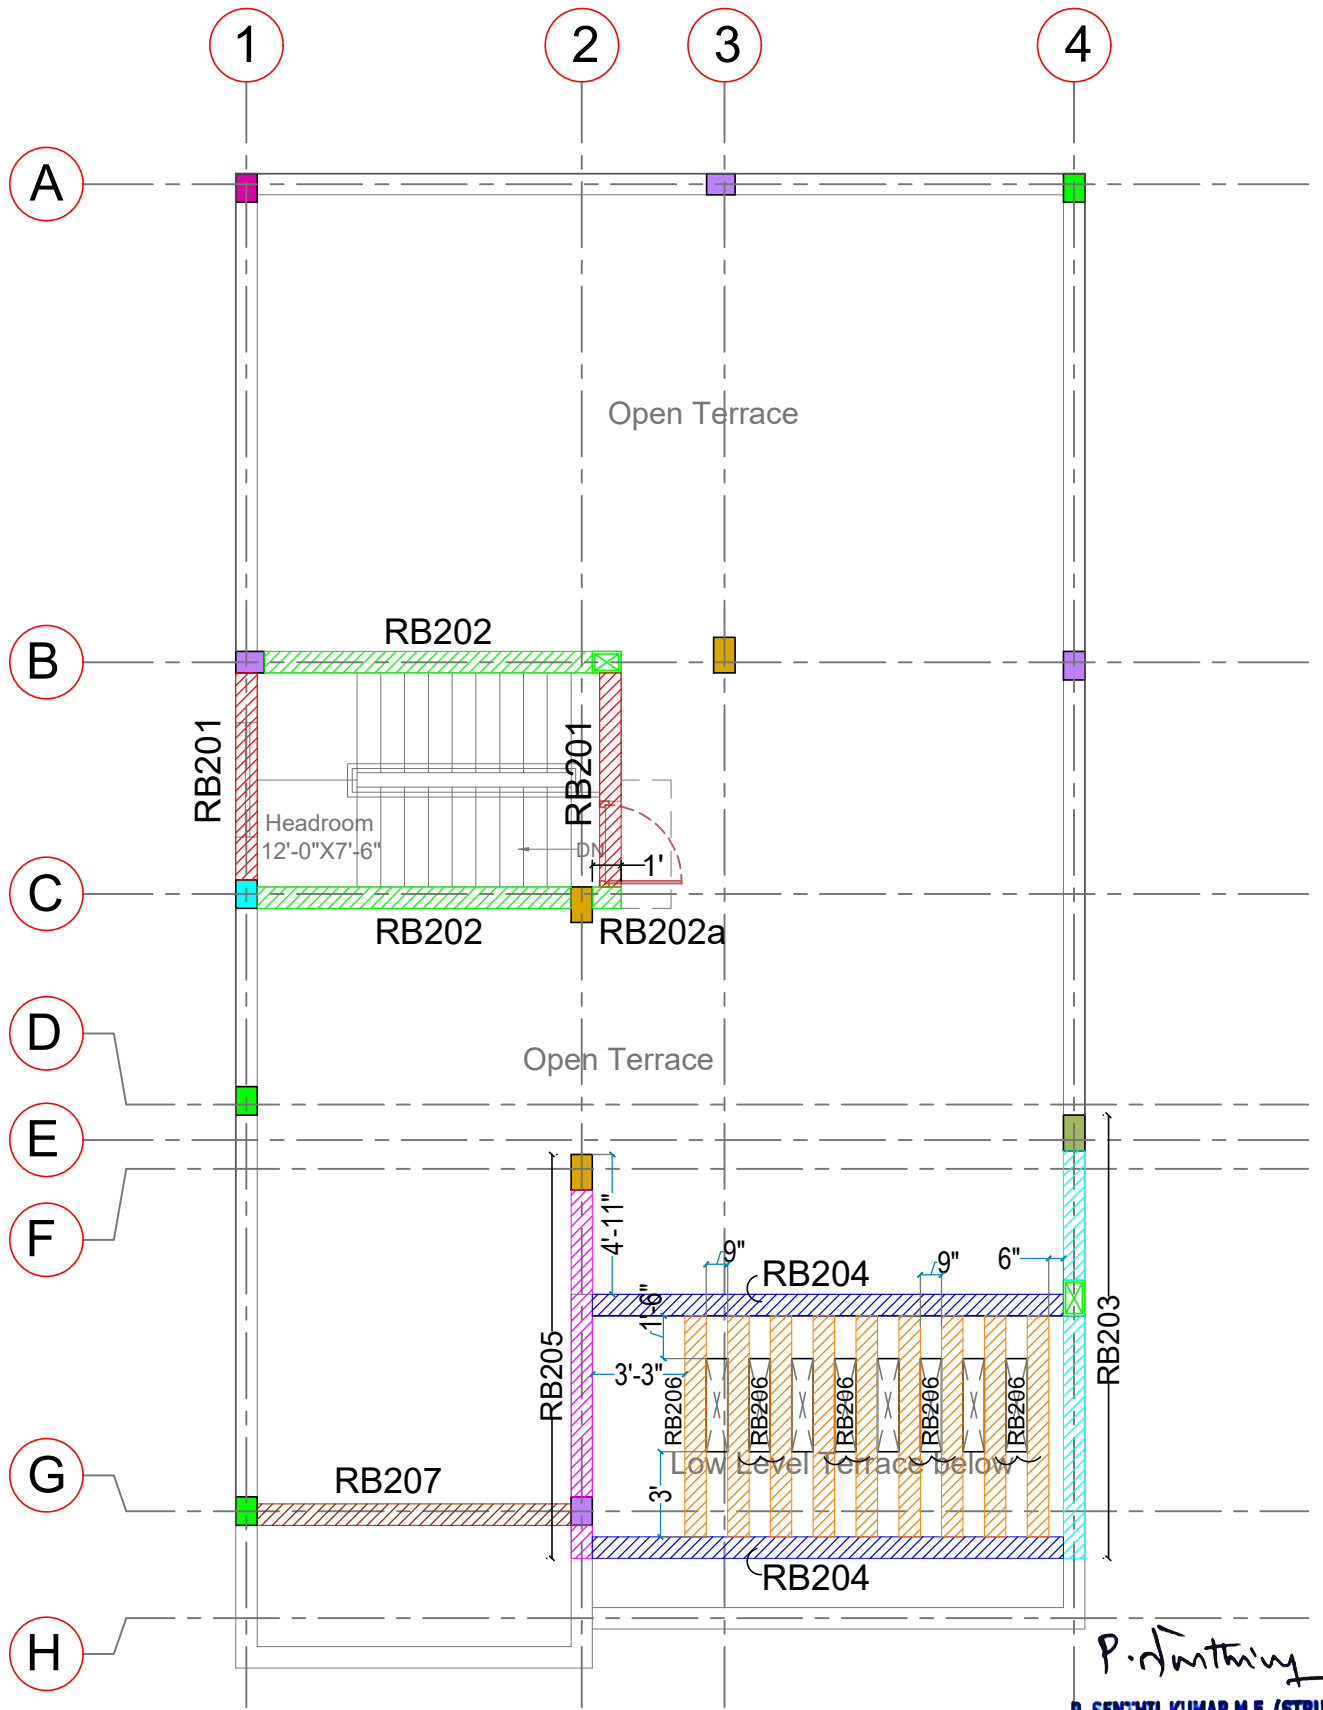 1 2 3 4
A
Open Terrace
B
RB202
RB201
RB201
Headroom
12'-0"X7'-6"
DN
1'
C
RB202
RB202a
D
Open Terrace
E
F
4'-11"
9"
9"
6"
RB204
1'-6"
RB203
RB205
3'-3"
RB206
RB206
RB206
RB206
RB206
Low Level Terrace below
3'
G
RB207
RB204
H